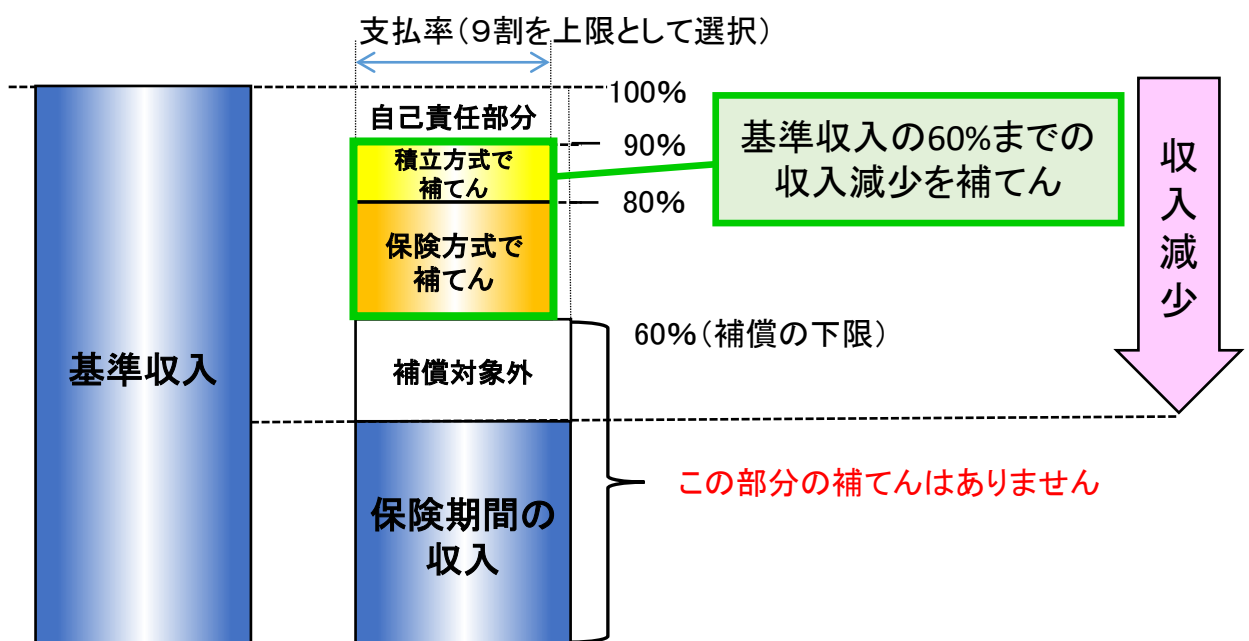 支払率（９割を上限として選択）
100%
自己責任部分
90%
積立方式で
補てん
80%
基準収入の60%までの
収入減少を補てん
収入減少
保険方式で
補てん
60%（補償の下限）
基準収入
補償対象外
この部分の補てんはありません
保険期間の
収入